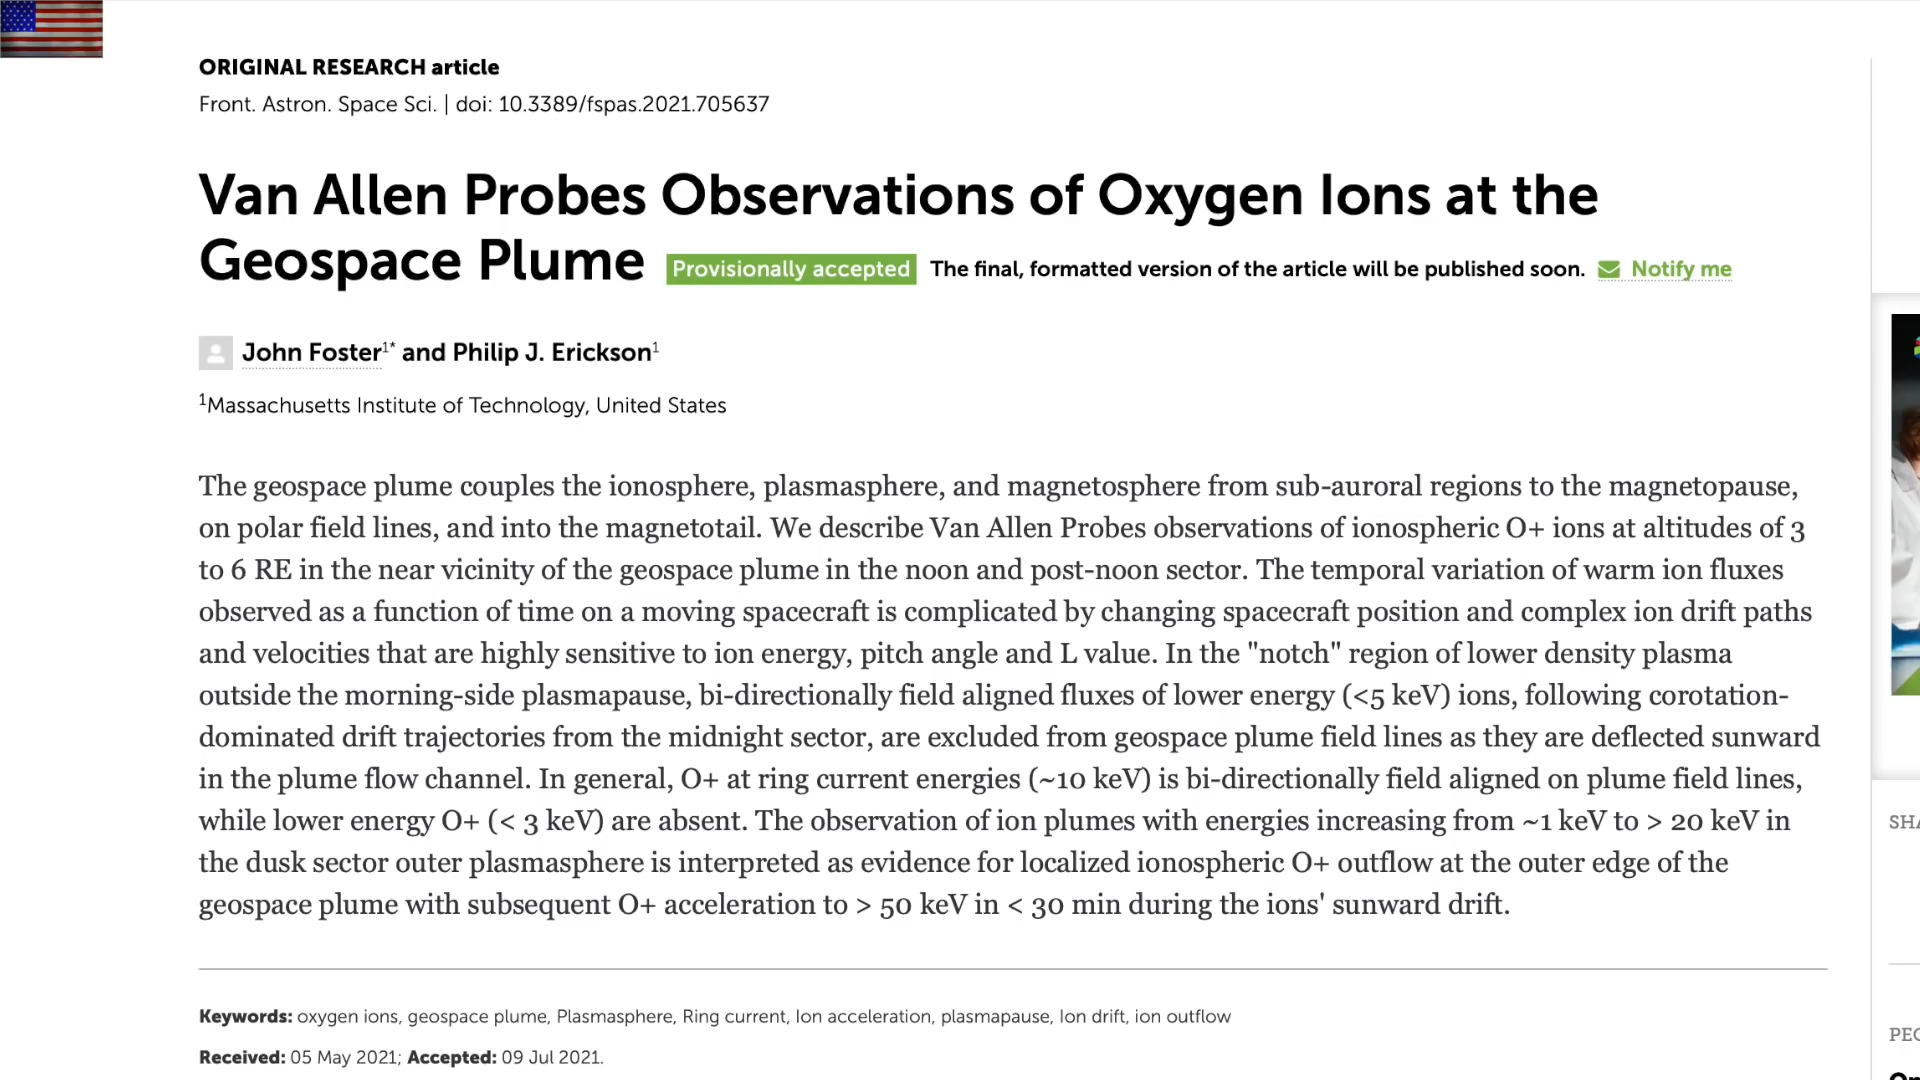 ORIGINAL RESEARCH article
Front. Astron. Space Sci. | doi: 10.3389/fspas.2021.705637
Van Allen Probes Observations of Oxygen Ions at the
Geospace Plume Provisionally accepted The final, formatted version of the article will be published soon. Notify me
John Foster1* and Philip J. Erickson1
1Massachusetts Institute of Technology, United States
The geospace plume couples the ionosphere, plasmasphere, and magnetosphere from sub-auroral regions to the magnetopause,
on polar field lines, and into the magnetotail. We describe Van Allen Probes observations of ionospheric O+ ions at altitudes of 3
to 6 RE in the near vicinity of the geospace plume in the noon and post-noon sector. The temporal variation of warm ion fluxes
observed as a function of time on a moving spacecraft is complicated by changing spacecraft position and complex ion drift paths
and velocities that are highly sensitive to ion energy, pitch angle and L value. In the "notch" region of lower density plasma
outside the morning-side plasmapause, bi-directionally field aligned fluxes of lower energy (<5 keV) ions, following corotation-
dominated drift trajectories from the midnight sector, are excluded from geospace plume field lines as they are deflected sunward
in the plume flow channel. In general, O+ at ring current energies (~10 keV) is bi-directionally field aligned on plume field lines,
while lower energy O+ (< 3 keV) are absent. The observation of ion plumes with energies increasing from ~1 keV to > 20 keV in
the dusk sector outer plasmasphere is interpreted as evidence for localized ionospheric O+ outflow at the outer edge of the
geospace plume with subsequent O+ acceleration to > 50 keV in < 30 min during the ions' sunward drift.
Keywords: oxygen ions, geospace plume, Plasmasphere, Ring current, Ion acceleration, plasmapause, Ion drift, ion outflow
Received: 05 May 2021; Accepted: 09 Jul 2021.